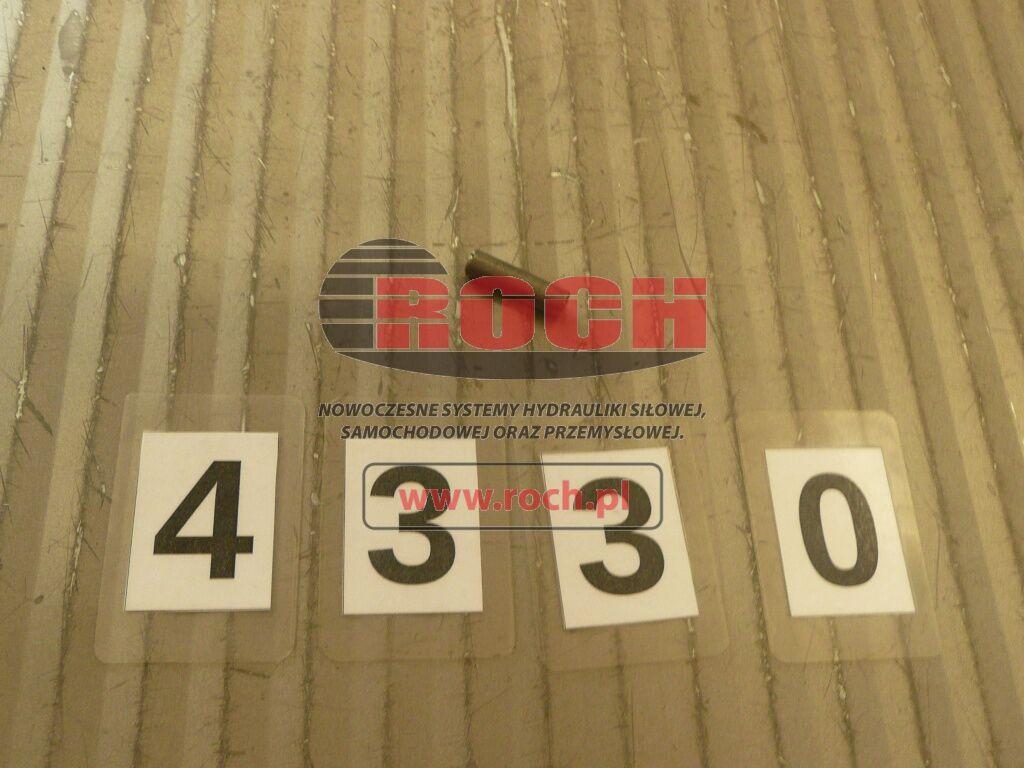 ROCH
NOWOCZESNE SYSTEMY HYDRAULIKI SIŁOWEJ,
SAMOCHODOWEJ ORAZ PRZEMYSŁOWEJ.
www.roch.pl
4 3 3 0